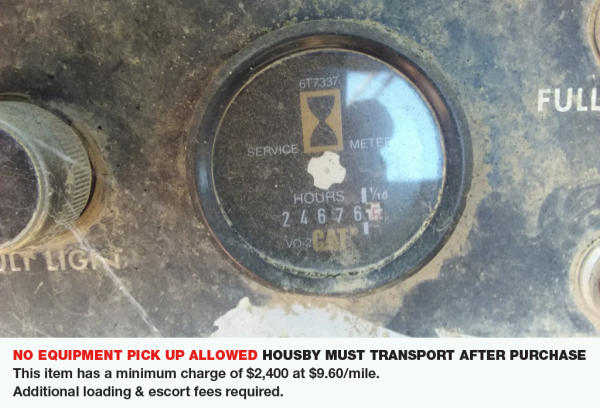 6T7337
FULL
SERVICE METER
HOURS 1/10
24676
CAT
ULT LIGHT
NO EQUIPMENT PICK UP ALLOWED HOUSBY MUST TRANSPORT AFTER PURCHASE
This item has a minimum charge of $2,400 at $9.60/mile.
Additional loading & escort fees required.